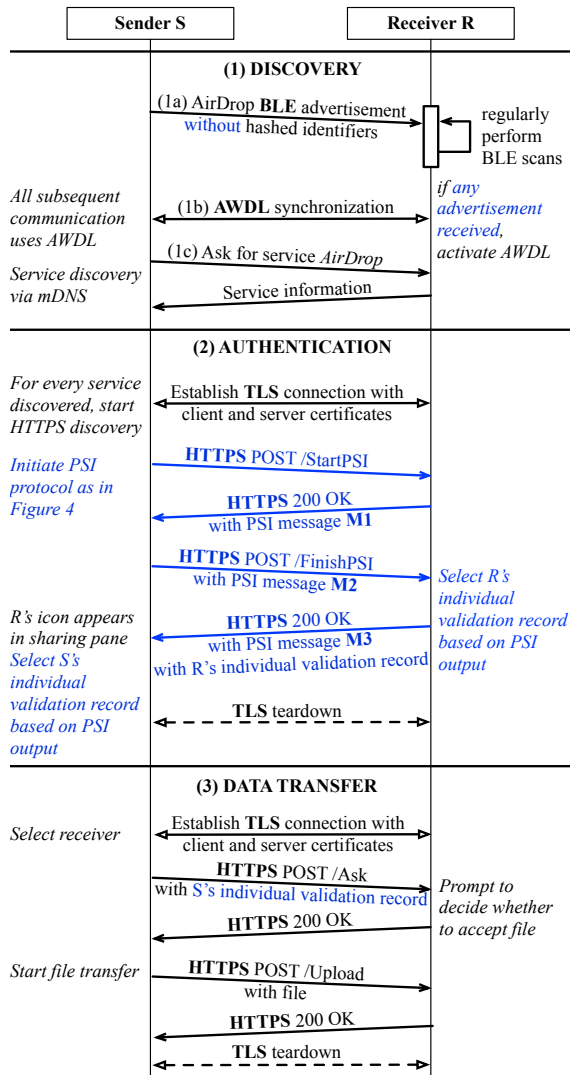 Sender S
Receiver R
(1) DISCOVERY
(1a) AirDrop BLE advertisement
without hashed identifiers
regularly
perform
BLE scans
All subsequent
communication
uses AWDL
(1b) AWDL synchronization
if any
advertisement
received,
activate AWDL
(1c) Ask for service AirDrop
Service discovery
via mDNS
Service information
(2) AUTHENTICATION
For every service
discovered, start
HTTPS discovery
Establish TLS connection with
client and server certificates
Initiate PSI
protocol as in
Figure 4
HTTPS POST /StartPSI
HTTPS 200 OK
with PSI message M1
HTTPS POST /FinishPSI
with PSI message M2
Select R's
individual
validation record
based on PSI
output
R's icon appears
in sharing pane
Select S's
individual
validation record
based on PSI
output
HTTPS 200 OK
with PSI message M3
with R's individual validation record
TLS teardown
(3) DATA TRANSFER
Select receiver
Establish TLS connection with
client and server certificates
HTTPS POST /Ask
with S's individual validation record
Prompt to
decide whether
to accept file
HTTPS 200 OK
Start file transfer
HTTPS POST /Upload
with file
HTTPS 200 OK
TLS teardown